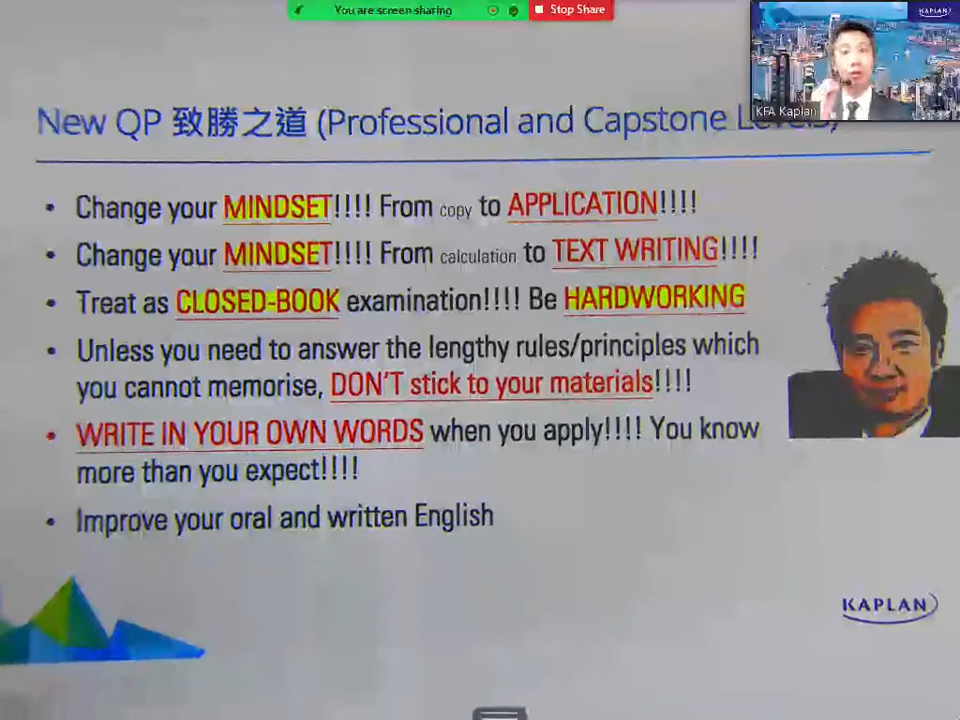 You are screen sharing
Stop Share
KAPLAN
KFA Kaplan
New QP 致勝之道 (Professional and Capstone Levels)
• Change your MINDSET!!!! From copy to APPLICATION!!!!
• Change your MINDSET!!!! From calculation to TEXT WRITING!!!!
• Treat as CLOSED-BOOK examination!!!! Be HARDWORKING
• Unless you need to answer the lengthy rules/principles which
you cannot memorise, DON'T stick to your materials!!!!
• WRITE IN YOUR OWN WORDS when you apply!!!! You know
more than you expect!!!!
• Improve your oral and written English
KAPLAN